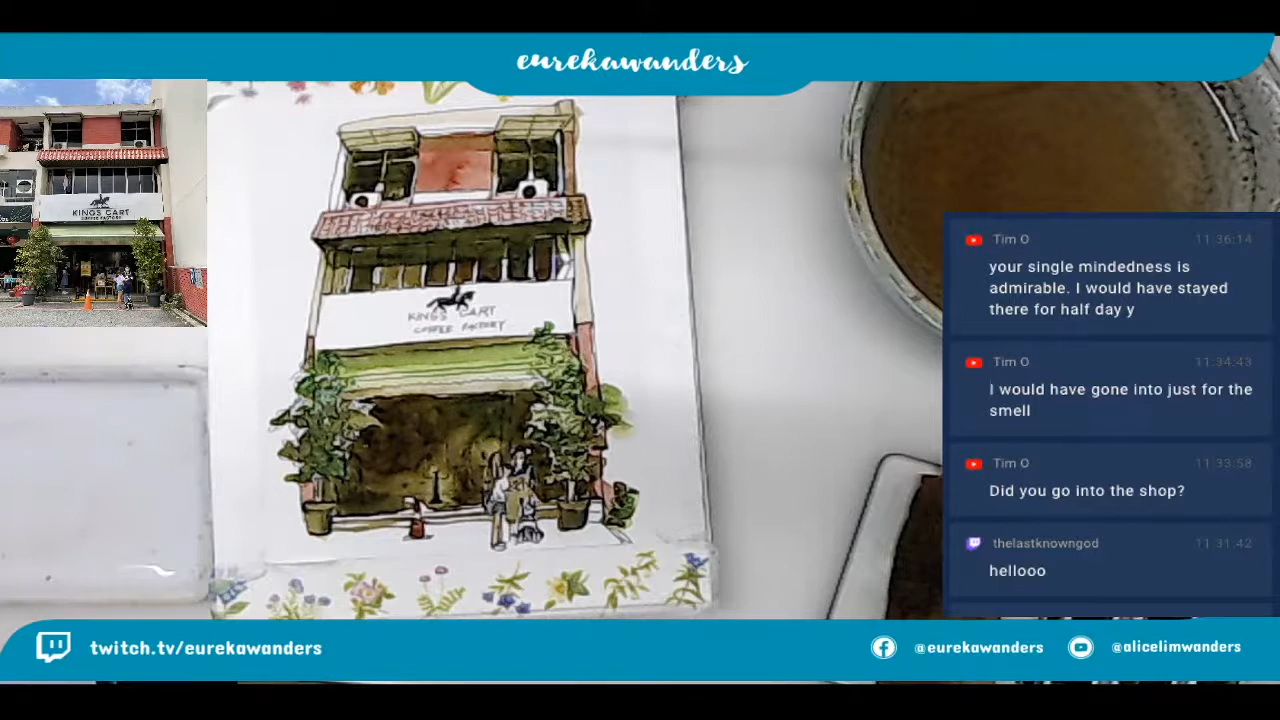 eurekawanders
KINGS CART
COFFEE FACTORY
KINGS CART
COFFEE FACTORY
Tim O 11:36:14
your single mindedness is
admirable. I would have stayed
there for half day y
Tim O 11:34:43
I would have gone into just for the
smell
Tim O 11:33:58
Did you go into the shop?
thelastknowngod 11:31:42
hellooo
twitch.tv/eurekawanders
@eurekawanders
@alicelimwanders